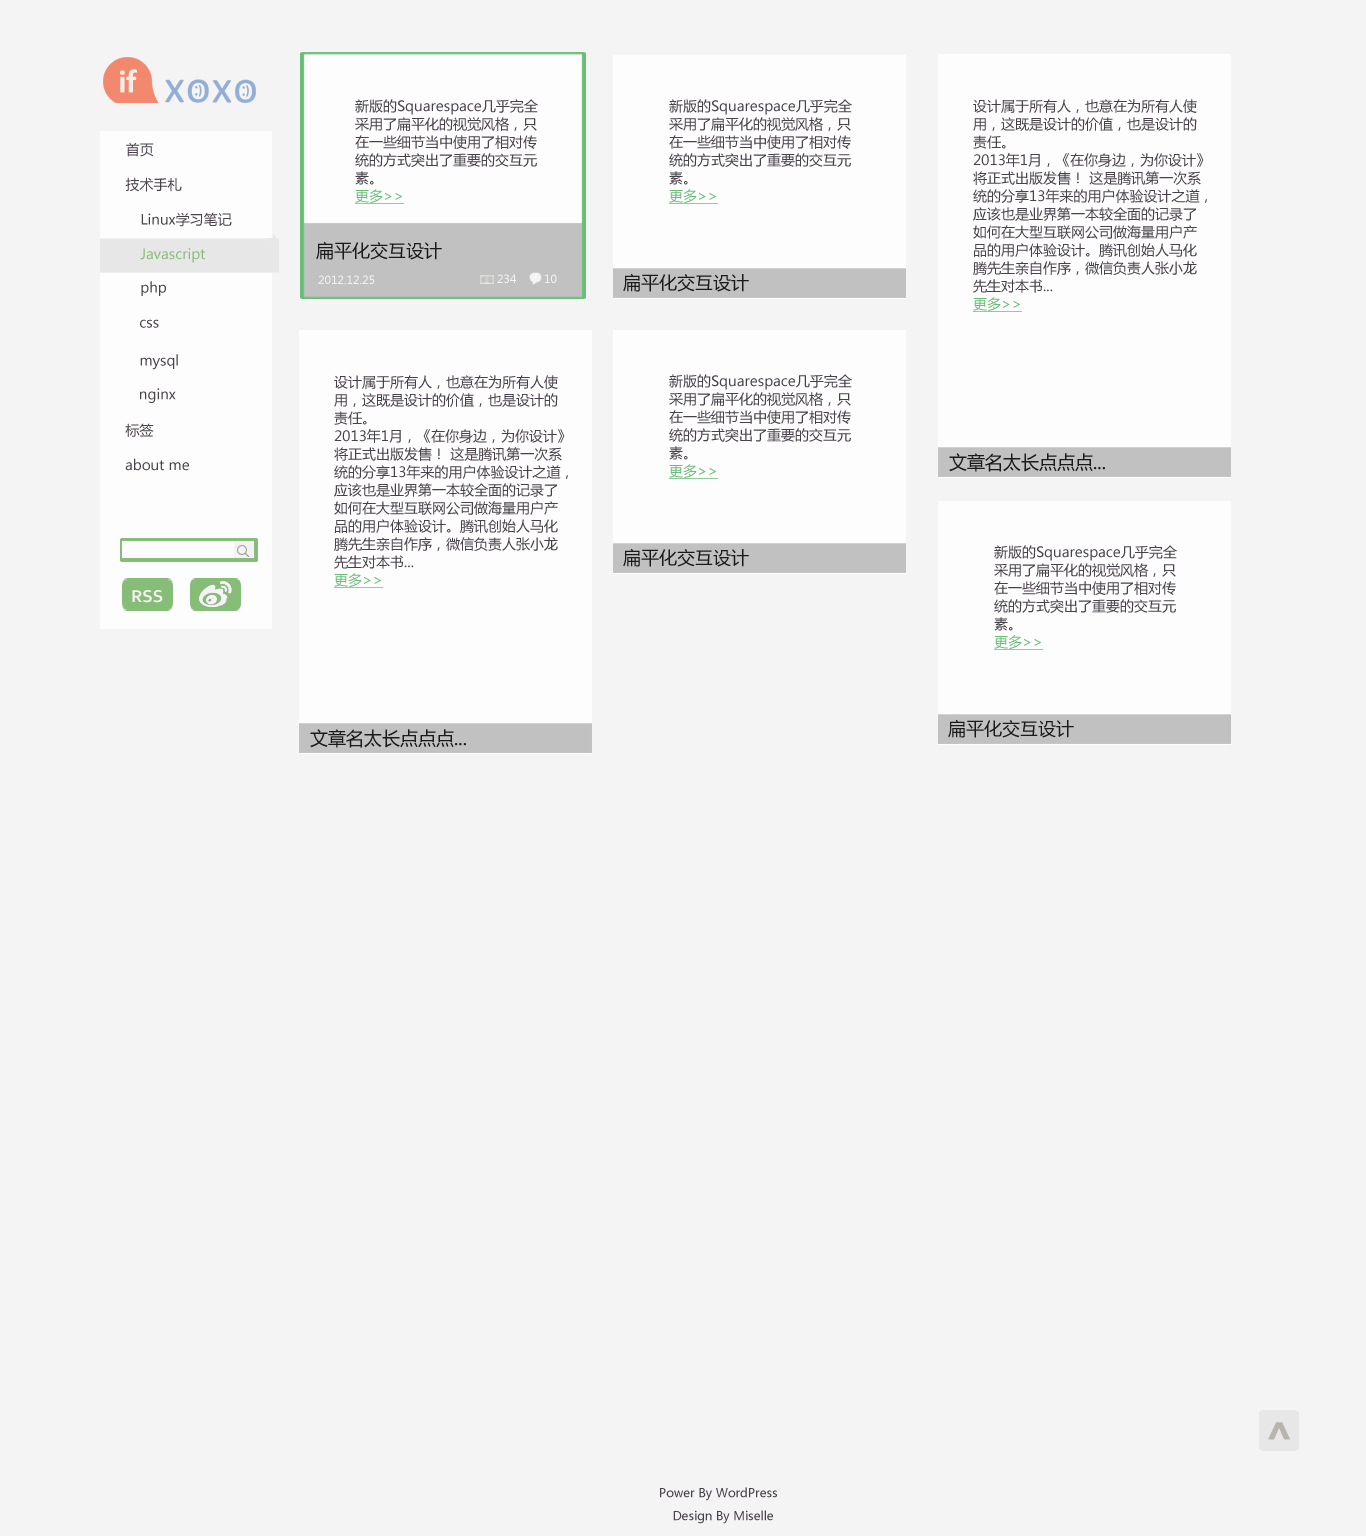 if xoxo
首页
技术手札
Linux学习笔记
Javascript
php
css
mysql
nginx
标签
about me
RSS
新版的Squarespace几乎完全
采用了扁平化的视觉风格，只
在一些细节当中使用了相对传
统的方式突出了重要的交互元
素。
更多>>
扁平化交互设计
2012.12.25 234 10
新版的Squarespace几乎完全
采用了扁平化的视觉风格，只
在一些细节当中使用了相对传
统的方式突出了重要的交互元
素。
更多>>
扁平化交互设计
设计属于所有人，也意在为所有人使
用，这既是设计的价值，也是设计的
责任。
2013年1月，《在你身边，为你设计》
将正式出版发售！ 这是腾讯第一次系
统的分享13年来的用户体验设计之道，
应该也是业界第一本较全面的记录了
如何在大型互联网公司做海量用户产
品的用户体验设计。腾讯创始人马化
腾先生亲自作序，微信负责人张小龙
先生对本书...
更多>>
文章名太长点点点...
设计属于所有人，也意在为所有人使
用，这既是设计的价值，也是设计的
责任。
2013年1月，《在你身边，为你设计》
将正式出版发售！ 这是腾讯第一次系
统的分享13年来的用户体验设计之道，
应该也是业界第一本较全面的记录了
如何在大型互联网公司做海量用户产
品的用户体验设计。腾讯创始人马化
腾先生亲自作序，微信负责人张小龙
先生对本书...
更多>>
文章名太长点点点...
新版的Squarespace几乎完全
采用了扁平化的视觉风格，只
在一些细节当中使用了相对传
统的方式突出了重要的交互元
素。
更多>>
扁平化交互设计
新版的Squarespace几乎完全
采用了扁平化的视觉风格，只
在一些细节当中使用了相对传
统的方式突出了重要的交互元
素。
更多>>
扁平化交互设计
Power By WordPress
Design By Miselle